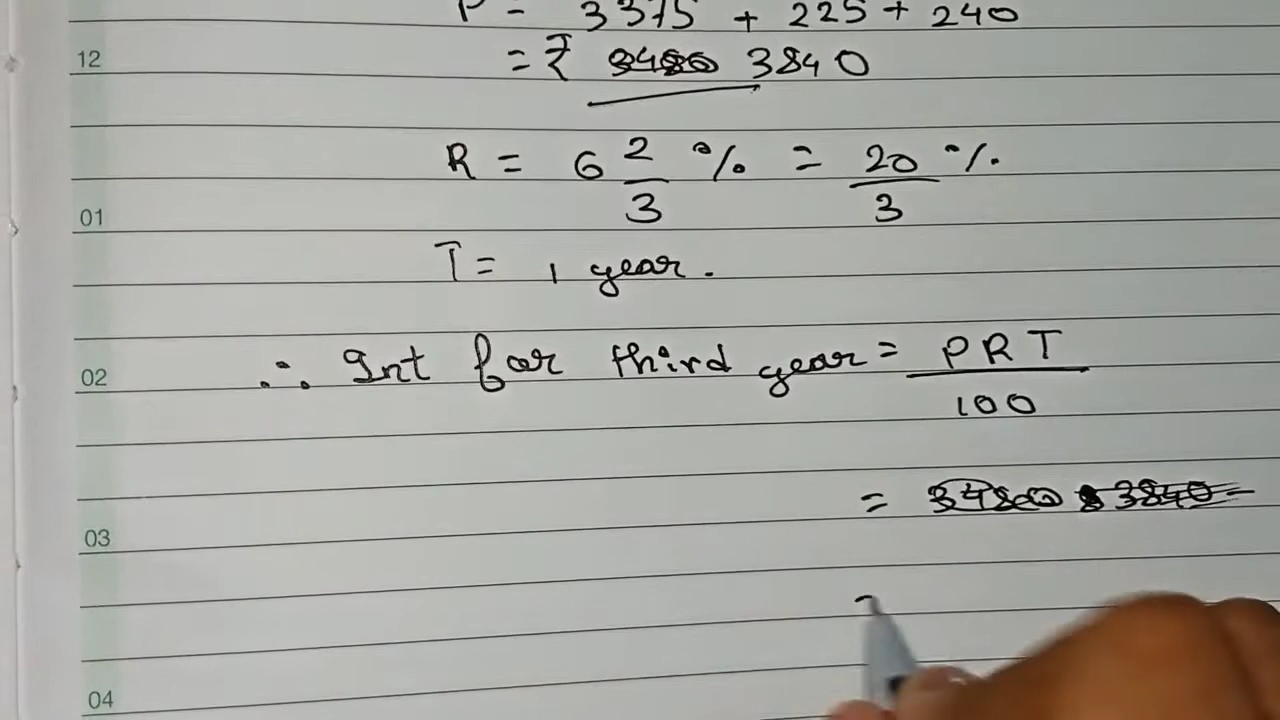 P = 3375 + 225 + 240
12
= ₹ 3840
R = 6 2/3 % = 20/3 %
01
T = 1 year.
∴ Int for third year = PRT/100
02
= 3840
03
04